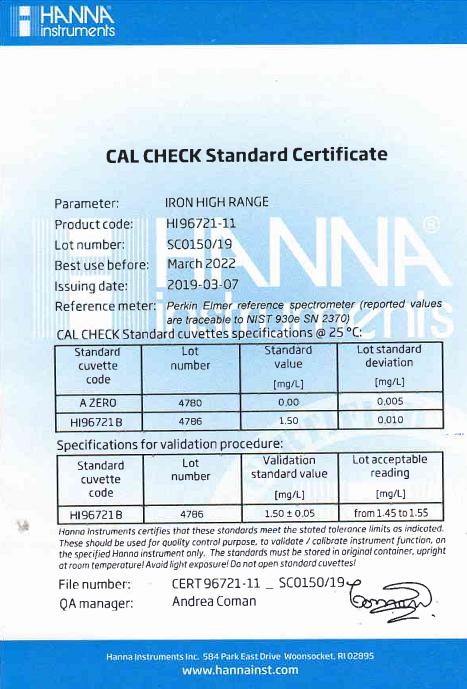 HANNA
instruments
CAL CHECK Standard Certificate
Parameter: IRON HIGH RANGE
Product code: HI96721-11
Lot number: SC0150/19
Best use before: March 2022
Issuing date: 2019-03-07
Reference meter: Perkin Elmer reference spectrometer (reported values
are traceable to NIST 930e SN 2370)
CAL CHECK Standard cuvettes specifications @ 25 °C:
Standard cuvette code Lot number Standard value [mg/L] Lot standard deviation [mg/L]
A ZERO 4780 0.00 0.005
HI96721B 4786 1.50 0.010
Specifications for validation procedure:
Standard cuvette code Lot number Validation standard value [mg/L] Lot acceptable reading [mg/L]
HI96721B 4786 1.50 ± 0.05 from 1.45 to 1.55
Hanna Instruments certifies that these standards meet the stated tolerance limits as indicated.
These should be used for quality control purpose, to validate / calibrate instrument function, on
the specified Hanna instrument only. The standards must be stored in original container, upright
at room temperature! Avoid light exposure! Do not open standard cuvettes!
File number: CERT 96721-11 _ SC0150/19
QA manager: Andrea Coman
Coman
Hanna Instruments Inc. 584 Park East Drive Woonsocket, RI 02895
www.hannainst.com
HANNA®
instruments